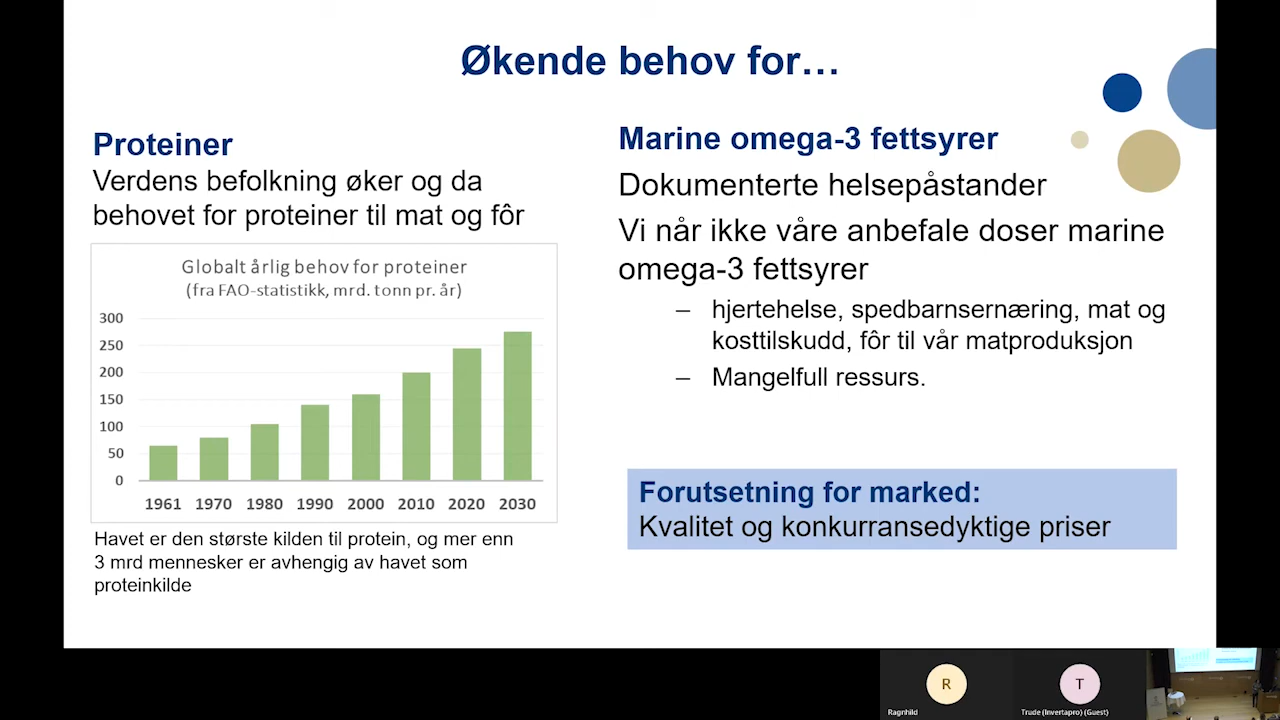 Økende behov for…
Proteiner
Verdens befolkning øker og da
behovet for proteiner til mat og fôr
Globalt årlig behov for proteiner
(fra FAO-statistikk, mrd. tonn pr. år)
300
250
200
150
100
50
0
1961 1970 1980 1990 2000 2010 2020 2030
Havet er den største kilden til protein, og mer enn
3 mrd mennesker er avhengig av havet som
proteinkilde
Marine omega-3 fettsyrer
Dokumenterte helsepåstander
Vi når ikke våre anbefale doser marine
omega-3 fettsyrer
– hjertehelse, spedbarnsernæring, mat og
kosttilskudd, fôr til vår matproduksjon
– Mangelfull ressurs.
Forutsetning for marked:
Kvalitet og konkurransedyktige priser
R
Ragnhild
T
Trude (Invertapro) (Guest)